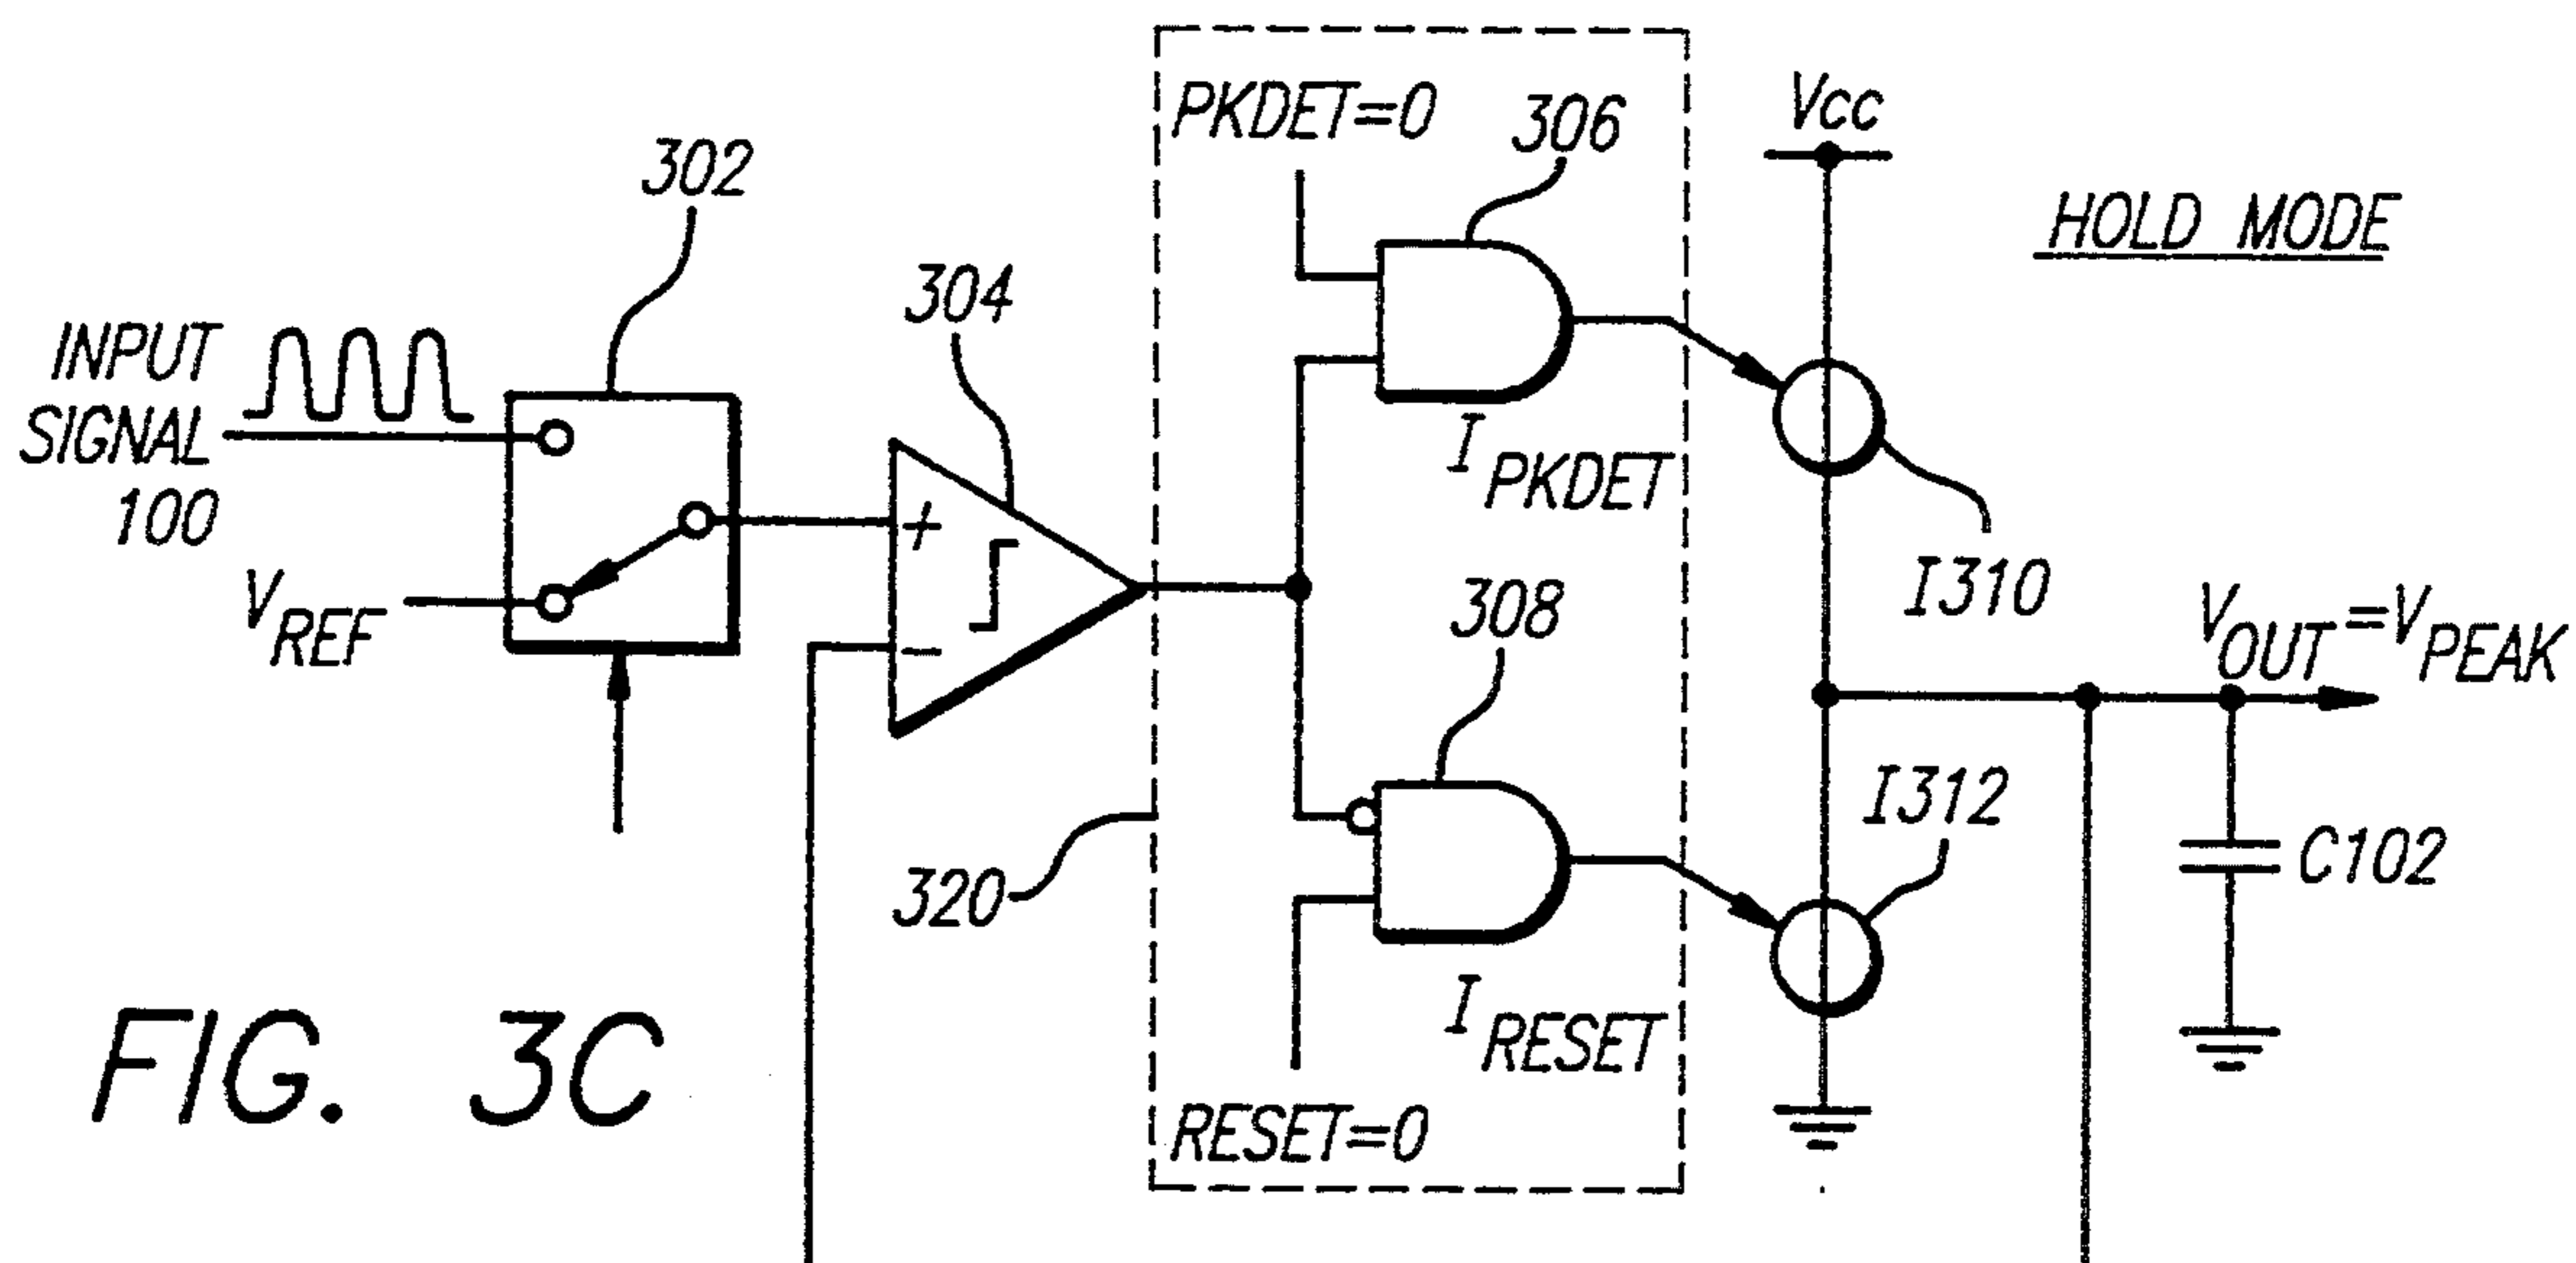 PKDET=0
306
Vcc
302
HOLD MODE
304
INPUT
SIGNAL
100
I PKDET
I310
VREF
308
VOUT=VPEAK
I312
320
C102
I RESET
RESET=0
FIG. 3C
+
-